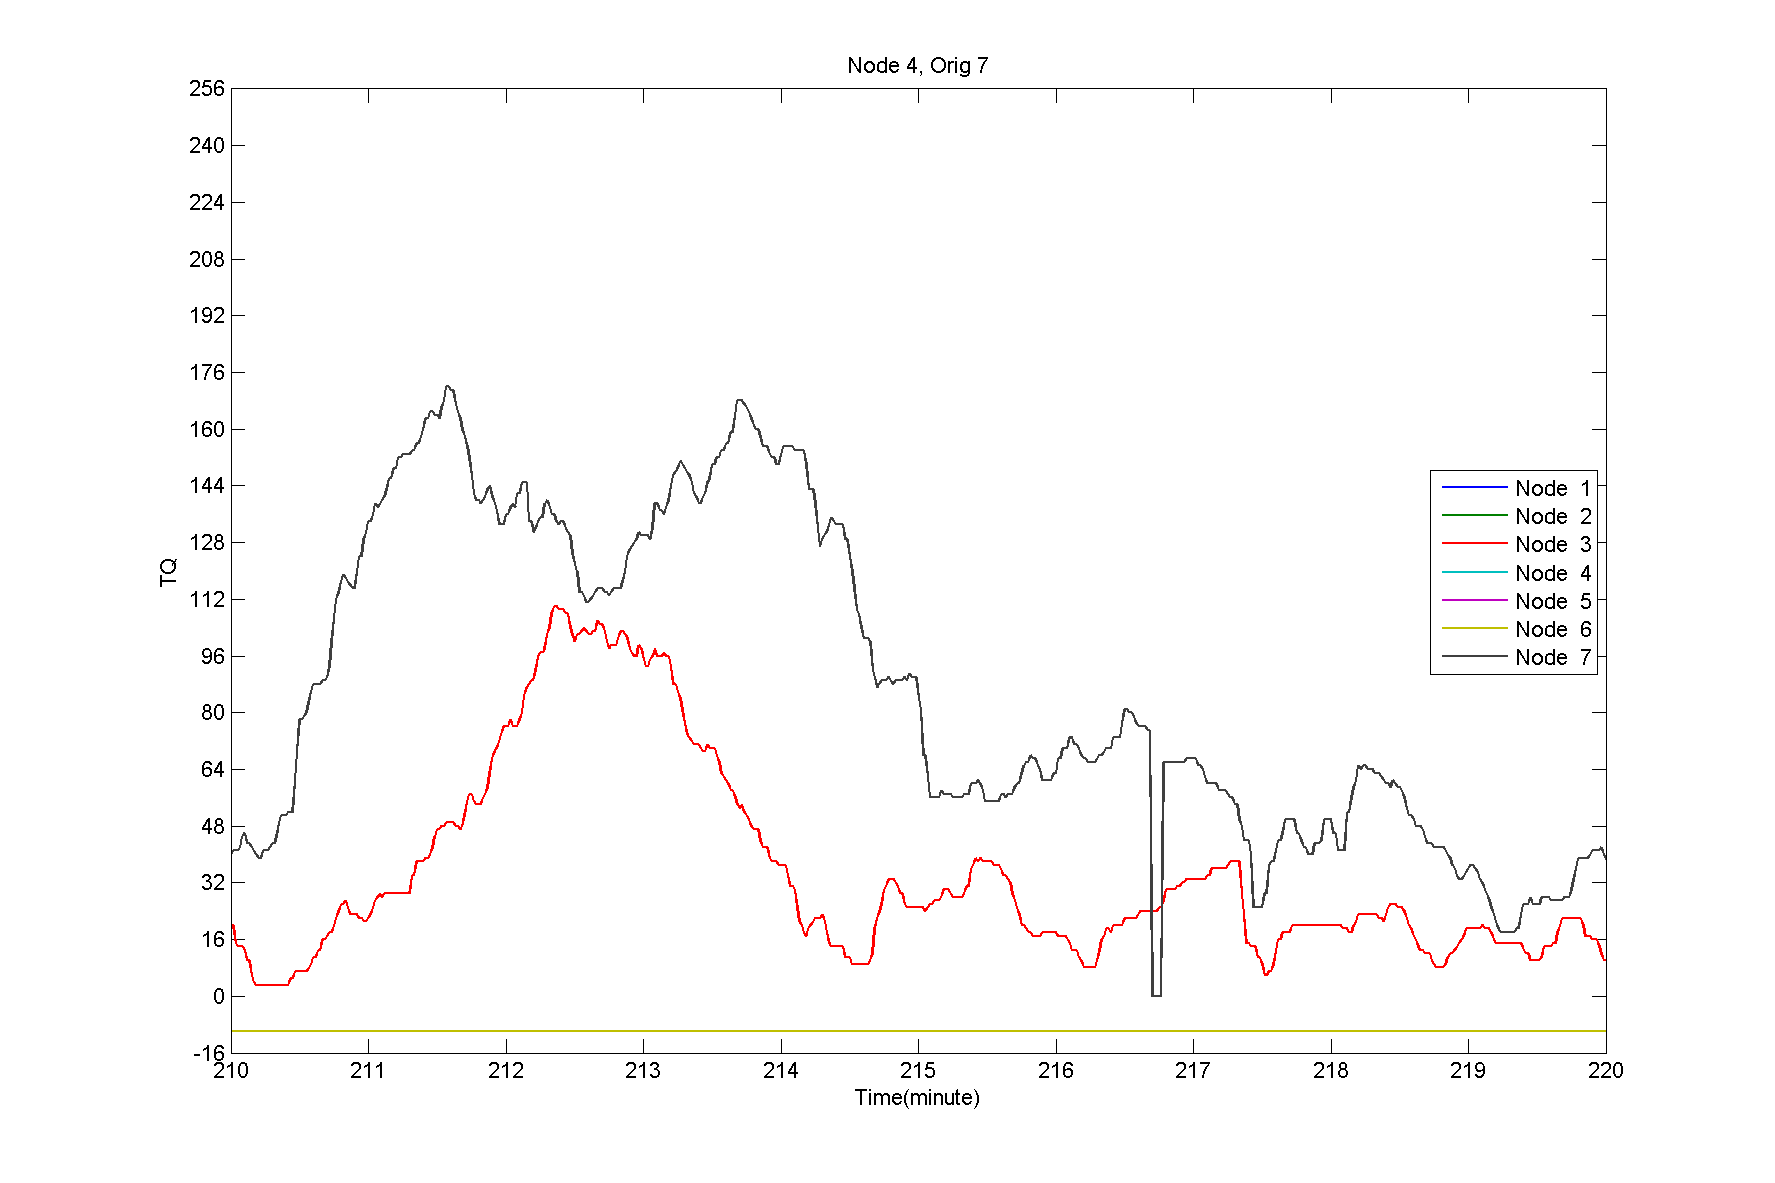 Node 4, Orig 7
256
240
224
208
192
176
160
144
128
112
96
80
64
48
32
16
0
-16
TQ
Node 1
Node 2
Node 3
Node 4
Node 5
Node 6
Node 7
210 211 212 213 214 215 216 217 218 219 220
Time(minute)